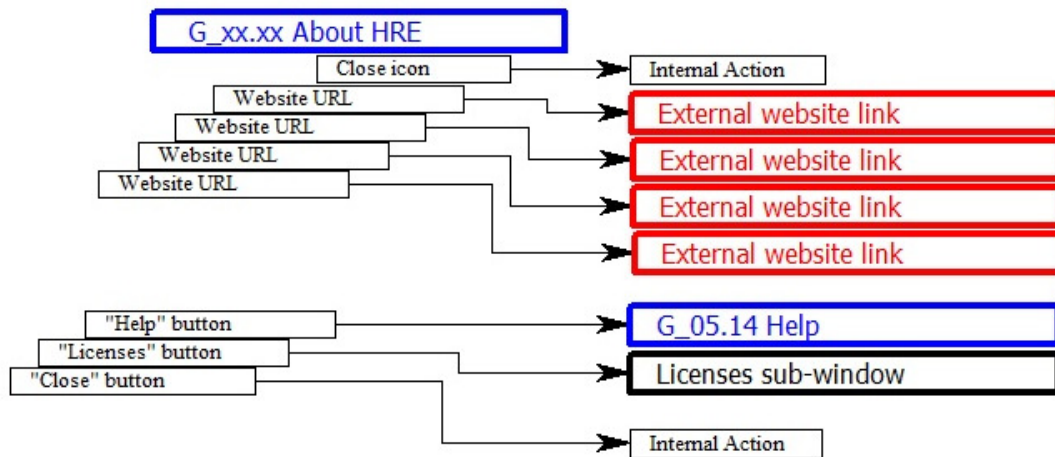 G_xx.xx About HRE
Close icon
Internal Action
Website URL
External website link
Website URL
External website link
Website URL
External website link
Website URL
External website link
"Help" button
G_05.14 Help
"Licenses" button
Licenses sub-window
"Close" button
Internal Action